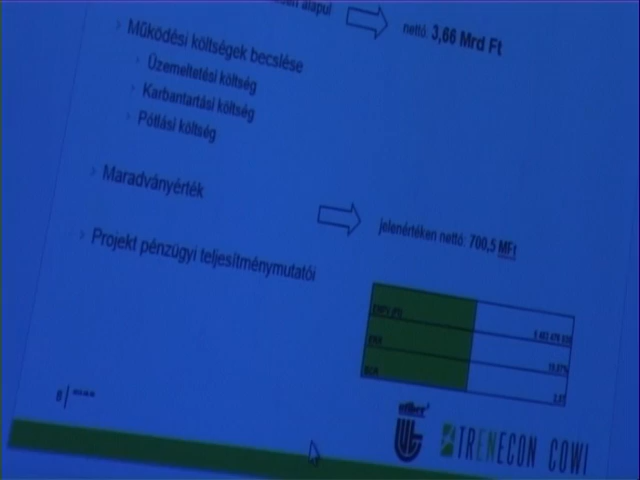 alapul
nettó: 3,66 Mrd Ft
Működési költségek becslése
Üzemeltetési költség
Karbantartási költség
Pótlási költség
Maradványérték
jelenértéken nettó: 700,5 MFt
Projekt pénzügyi teljesítménymutatói
TRENECON COWI